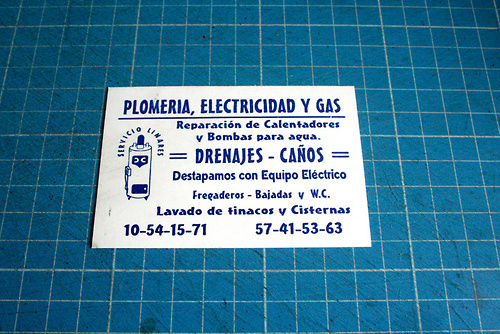 PLOMERIA, ELECTRICIDAD Y GAS
SERVICIO LINARES
Reparación de Calentadores
y Bombas para agua.
= DRENAJES - CAÑOS =
Destapamos con Equipo Eléctrico
Fregaderos - Bajadas y W.C.
Lavado de tinacos y Cisternas
10-54-15-71 57-41-53-63